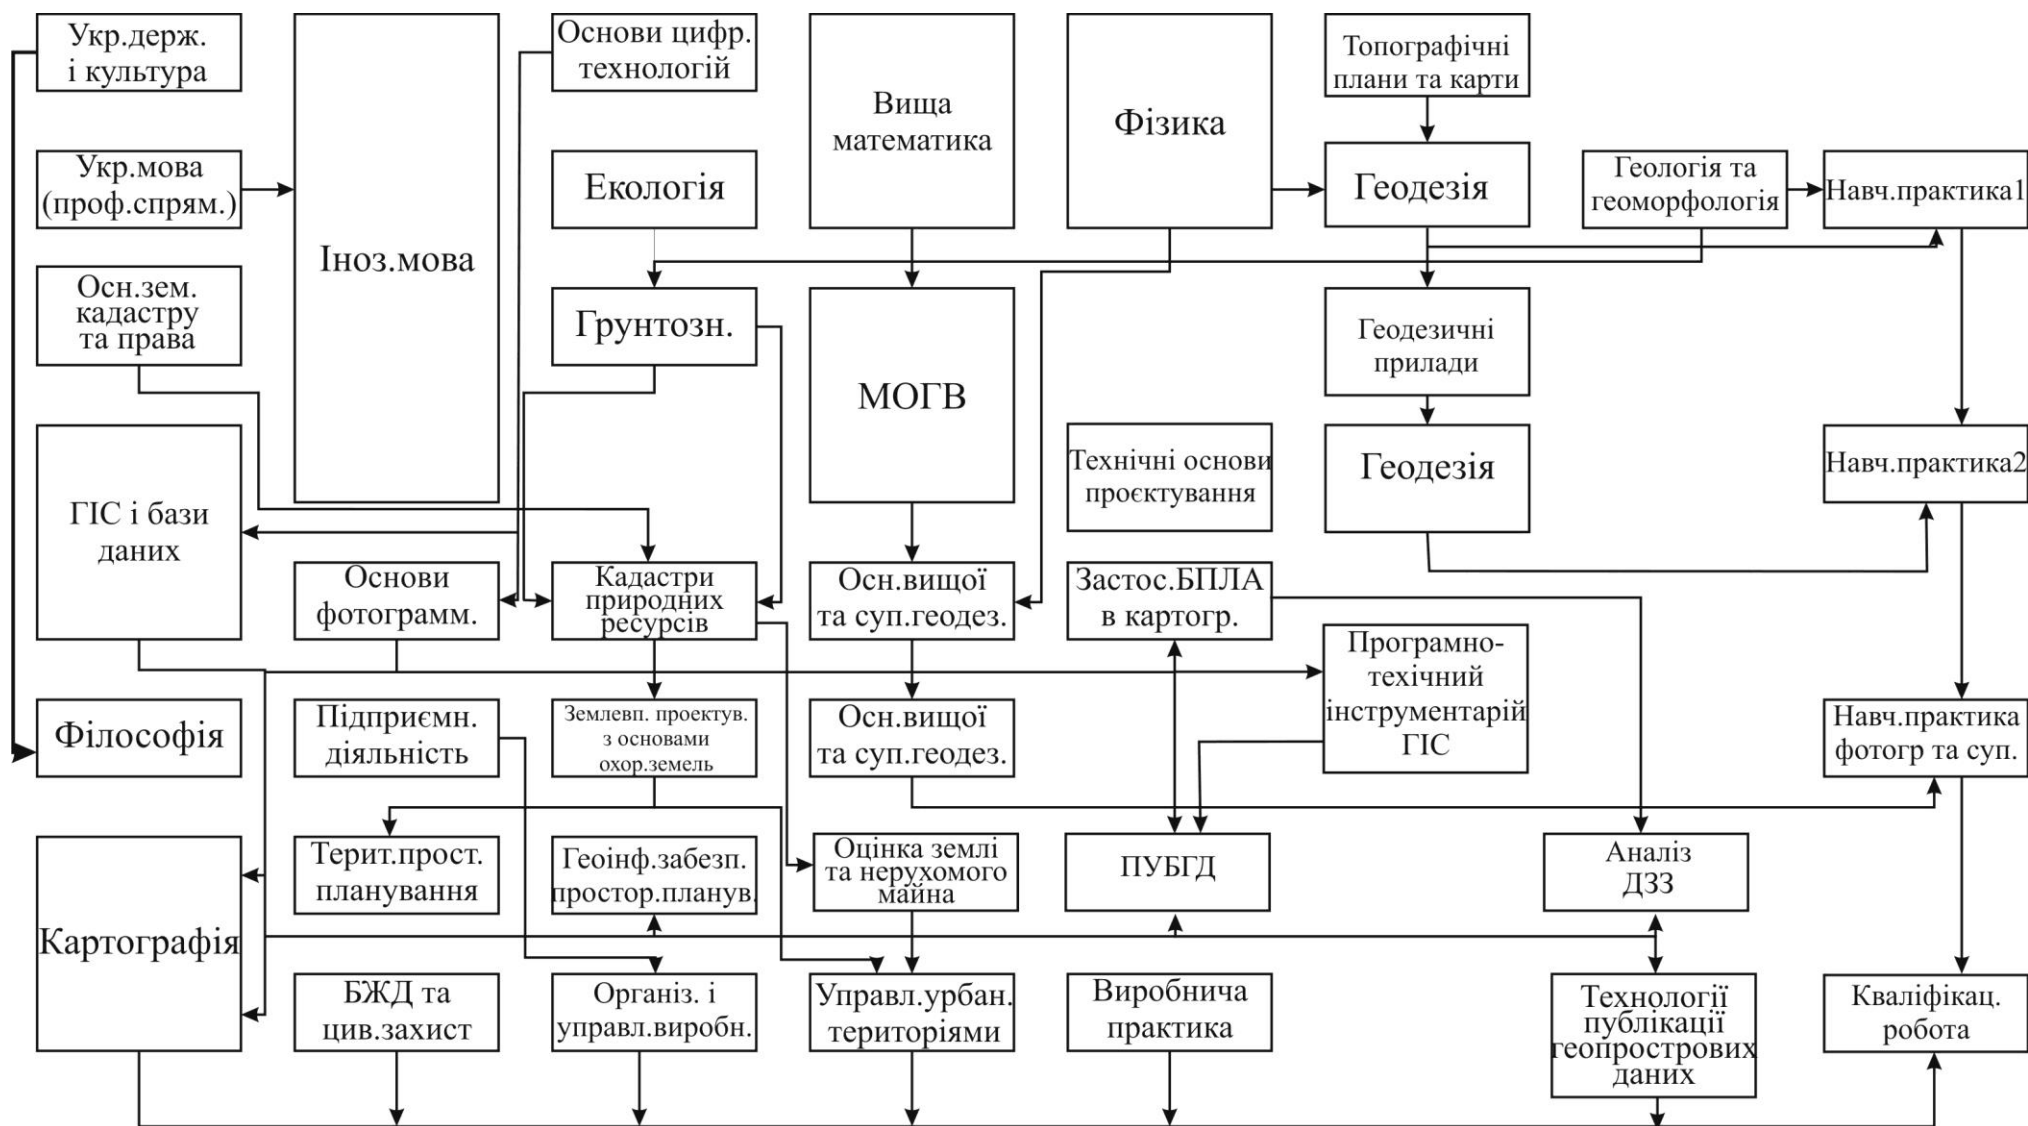 Укр.держ.
і культура
Основи цифр.
технологій
Вища
математика
Фізика
Топографічні
плани та карти
Укр.мова
(проф.спрям.)
Іноз.мова
Екологія
Геодезія
Геологія та
геоморфологія
Навч.практика1
Осн.зем.
кадастру
та права
Грунтозн.
МОГВ
Геодезичні
прилади
ГІС і бази
даних
Технічні основи
проєктування
Геодезія
Навч.практика2
Основи
фотограмм.
Кадастри
природних
ресурсів
Осн.вищої
та суп.геодез.
Застос.БПЛА
в картогр.
Програмно-
техічний
інструментарій
ГІС
Філософія
Підприємн.
діяльність
Землевп. проектув.
з основами
охор.земель
Осн.вищої
та суп.геодез.
Навч.практика
фотогр та суп.
Картографія
Терит.прост.
планування
Геоінф.забезп.
простор.планув.
Оцінка землі
та нерухомого
майна
ПУБГД
Аналіз
ДЗЗ
БЖД та
цив.захист
Організ. і
управл.виробн.
Управл.урбан.
територіями
Виробнича
практика
Технології
публікації
геопрострових
даних
Кваліфікац.
робота